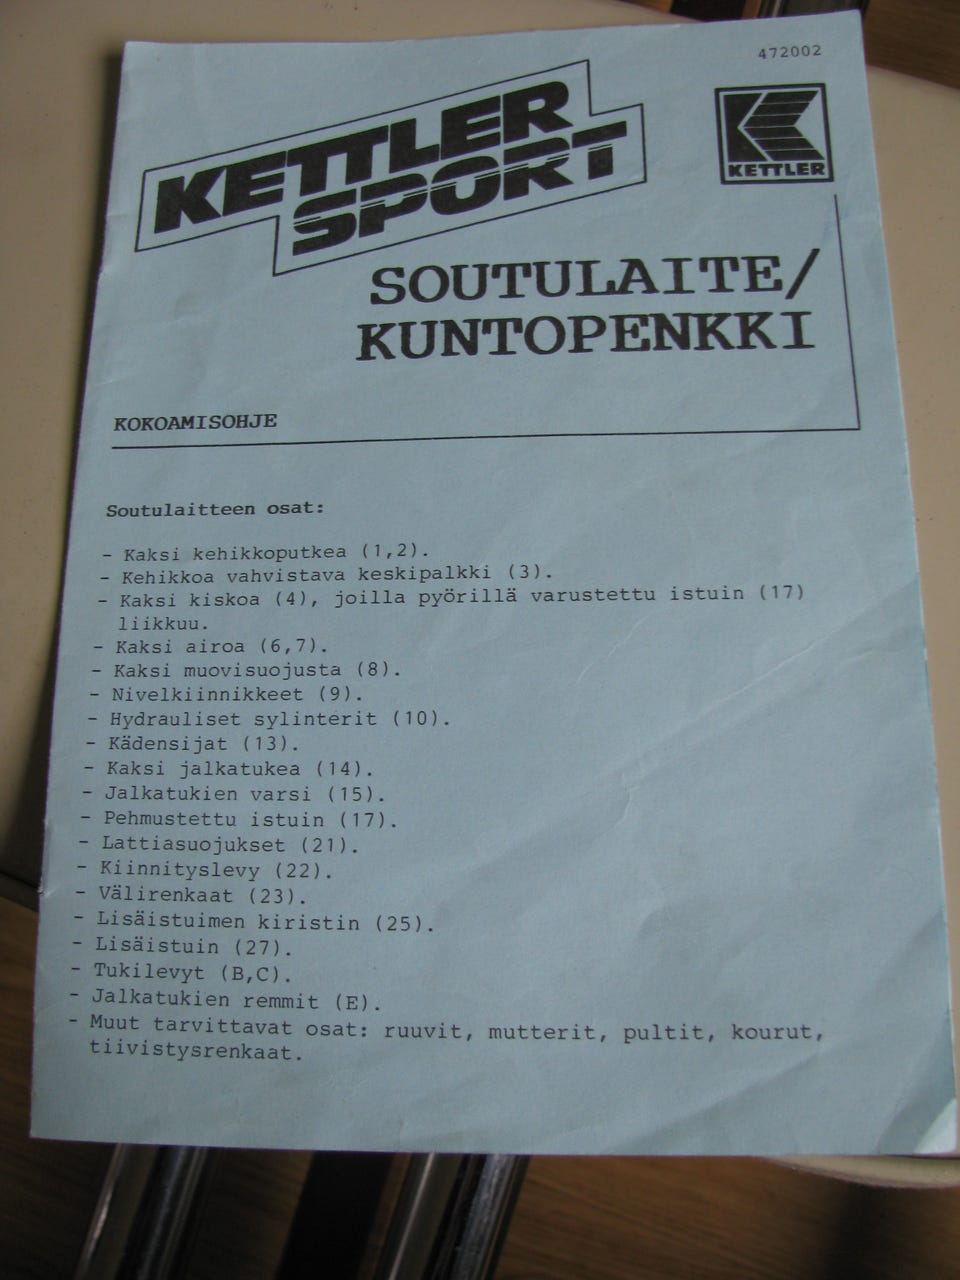 472002
KETTLER
SPORT
KETTLER
SOUTULAITE/
KUNTOPENKKI
KOKOAMISOHJE
Soutulaitteen osat:
- Kaksi kehikkoputkea (1,2).
- Kehikkoa vahvistava keskipalkki (3).
- Kaksi kiskoa (4), joilla pyörillä varustettu istuin (17)
liikkuu.
- Kaksi airoa (6,7).
- Kaksi muovisuojusta (8).
- Nivelkiinnikkeet (9).
- Hydrauliset sylinterit (10).
- Kädensijat (13).
- Kaksi jalkatukea (14).
- Jalkatukien varsi (15).
- Pehmustettu istuin (17).
- Lattiasuojukset (21).
- Kiinnityslevy (22).
- Välirenkaat (23).
- Lisäistuimen kiristin (25).
- Lisäistuin (27).
- Tukilevyt (B,C).
- Jalkatukien remmit (E).
- Muut tarvittavat osat: ruuvit, mutterit, pultit, kourut,
tiivistysrenkaat.